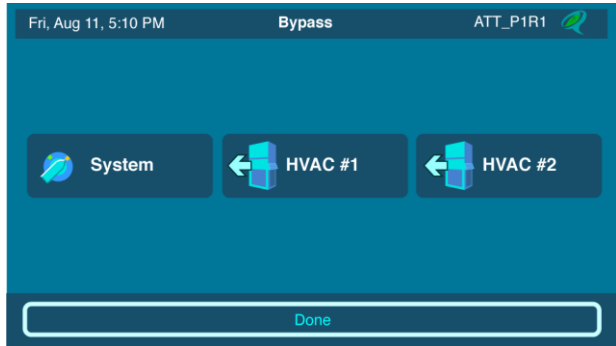 Fri, Aug 11, 5:10 PM Bypass ATT_P1R1
System HVAC #1 HVAC #2
Done